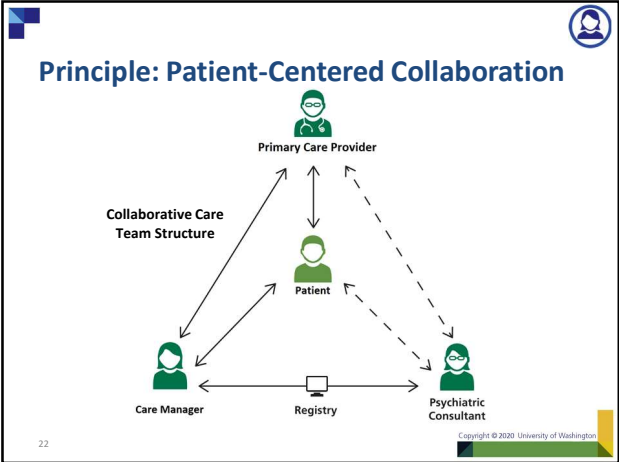 Principle: Patient-Centered Collaboration
Primary Care Provider
Collaborative Care
Team Structure
Patient
Care Manager
Registry
Psychiatric
Consultant
22
Copyright © 2020 University of Washington